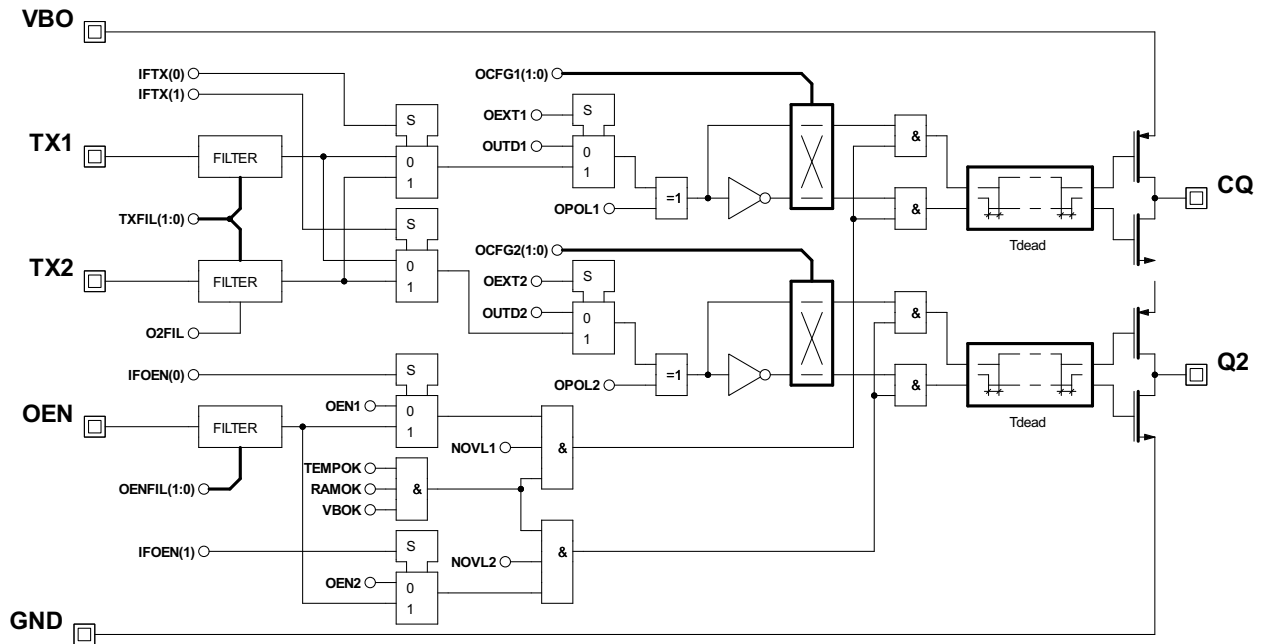 VBO
IFTX(0)
OCFG1(1:0)
IFTX(1)
S
OEXT1
S
TX1
FILTER
0
1
OUTD1
0
1
&
CQ
=1
OPOL1
&
TXFIL(1:0)
S
Tdead
OCFG2(1:0)
TX2
FILTER
0
1
OEXT2
S
OUTD2
0
1
&
O2FIL
IFOEN(0)
S
=1
OPOL2
&
Q2
OEN1
0
1
OEN
FILTER
Tdead
NOVL1
&
TEMPOK
RAMOK
VBOK
&
OENFIL(1:0)
IFOEN(1)
S
NOVL2
&
OEN2
0
1
GND